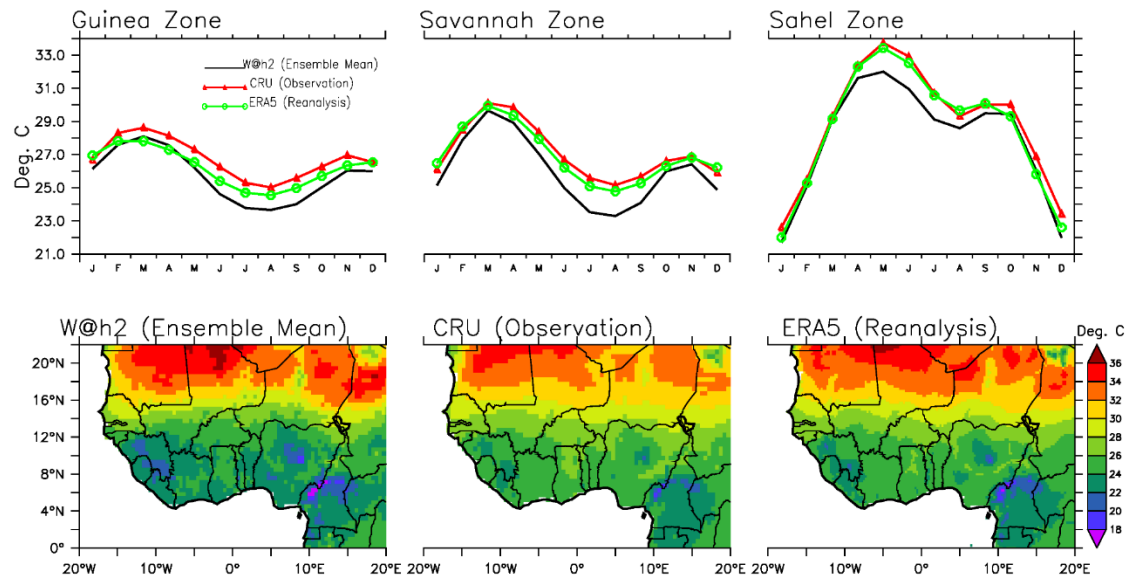 Guinea Zone Savannah Zone Sahel Zone
33.0
31.0
29.0
27.0
25.0
23.0
21.0
Deg. C
W@h2 (Ensemble Mean)
CRU (Observation)
ERA5 (Reanalysis)
J F M A M J J A S O N D J F M A M J J A S O N D J F M A M J J A S O N D
W@h2 (Ensemble Mean) CRU (Observation) ERA5 (Reanalysis) Deg. C
20°N
16°N
12°N
8°N
4°N
0°
20°W 10°W 0° 10°E 20°W 10°W 0° 10°E 20°W 10°W 0° 10°E 20°E
36
34
32
30
28
26
24
22
20
18